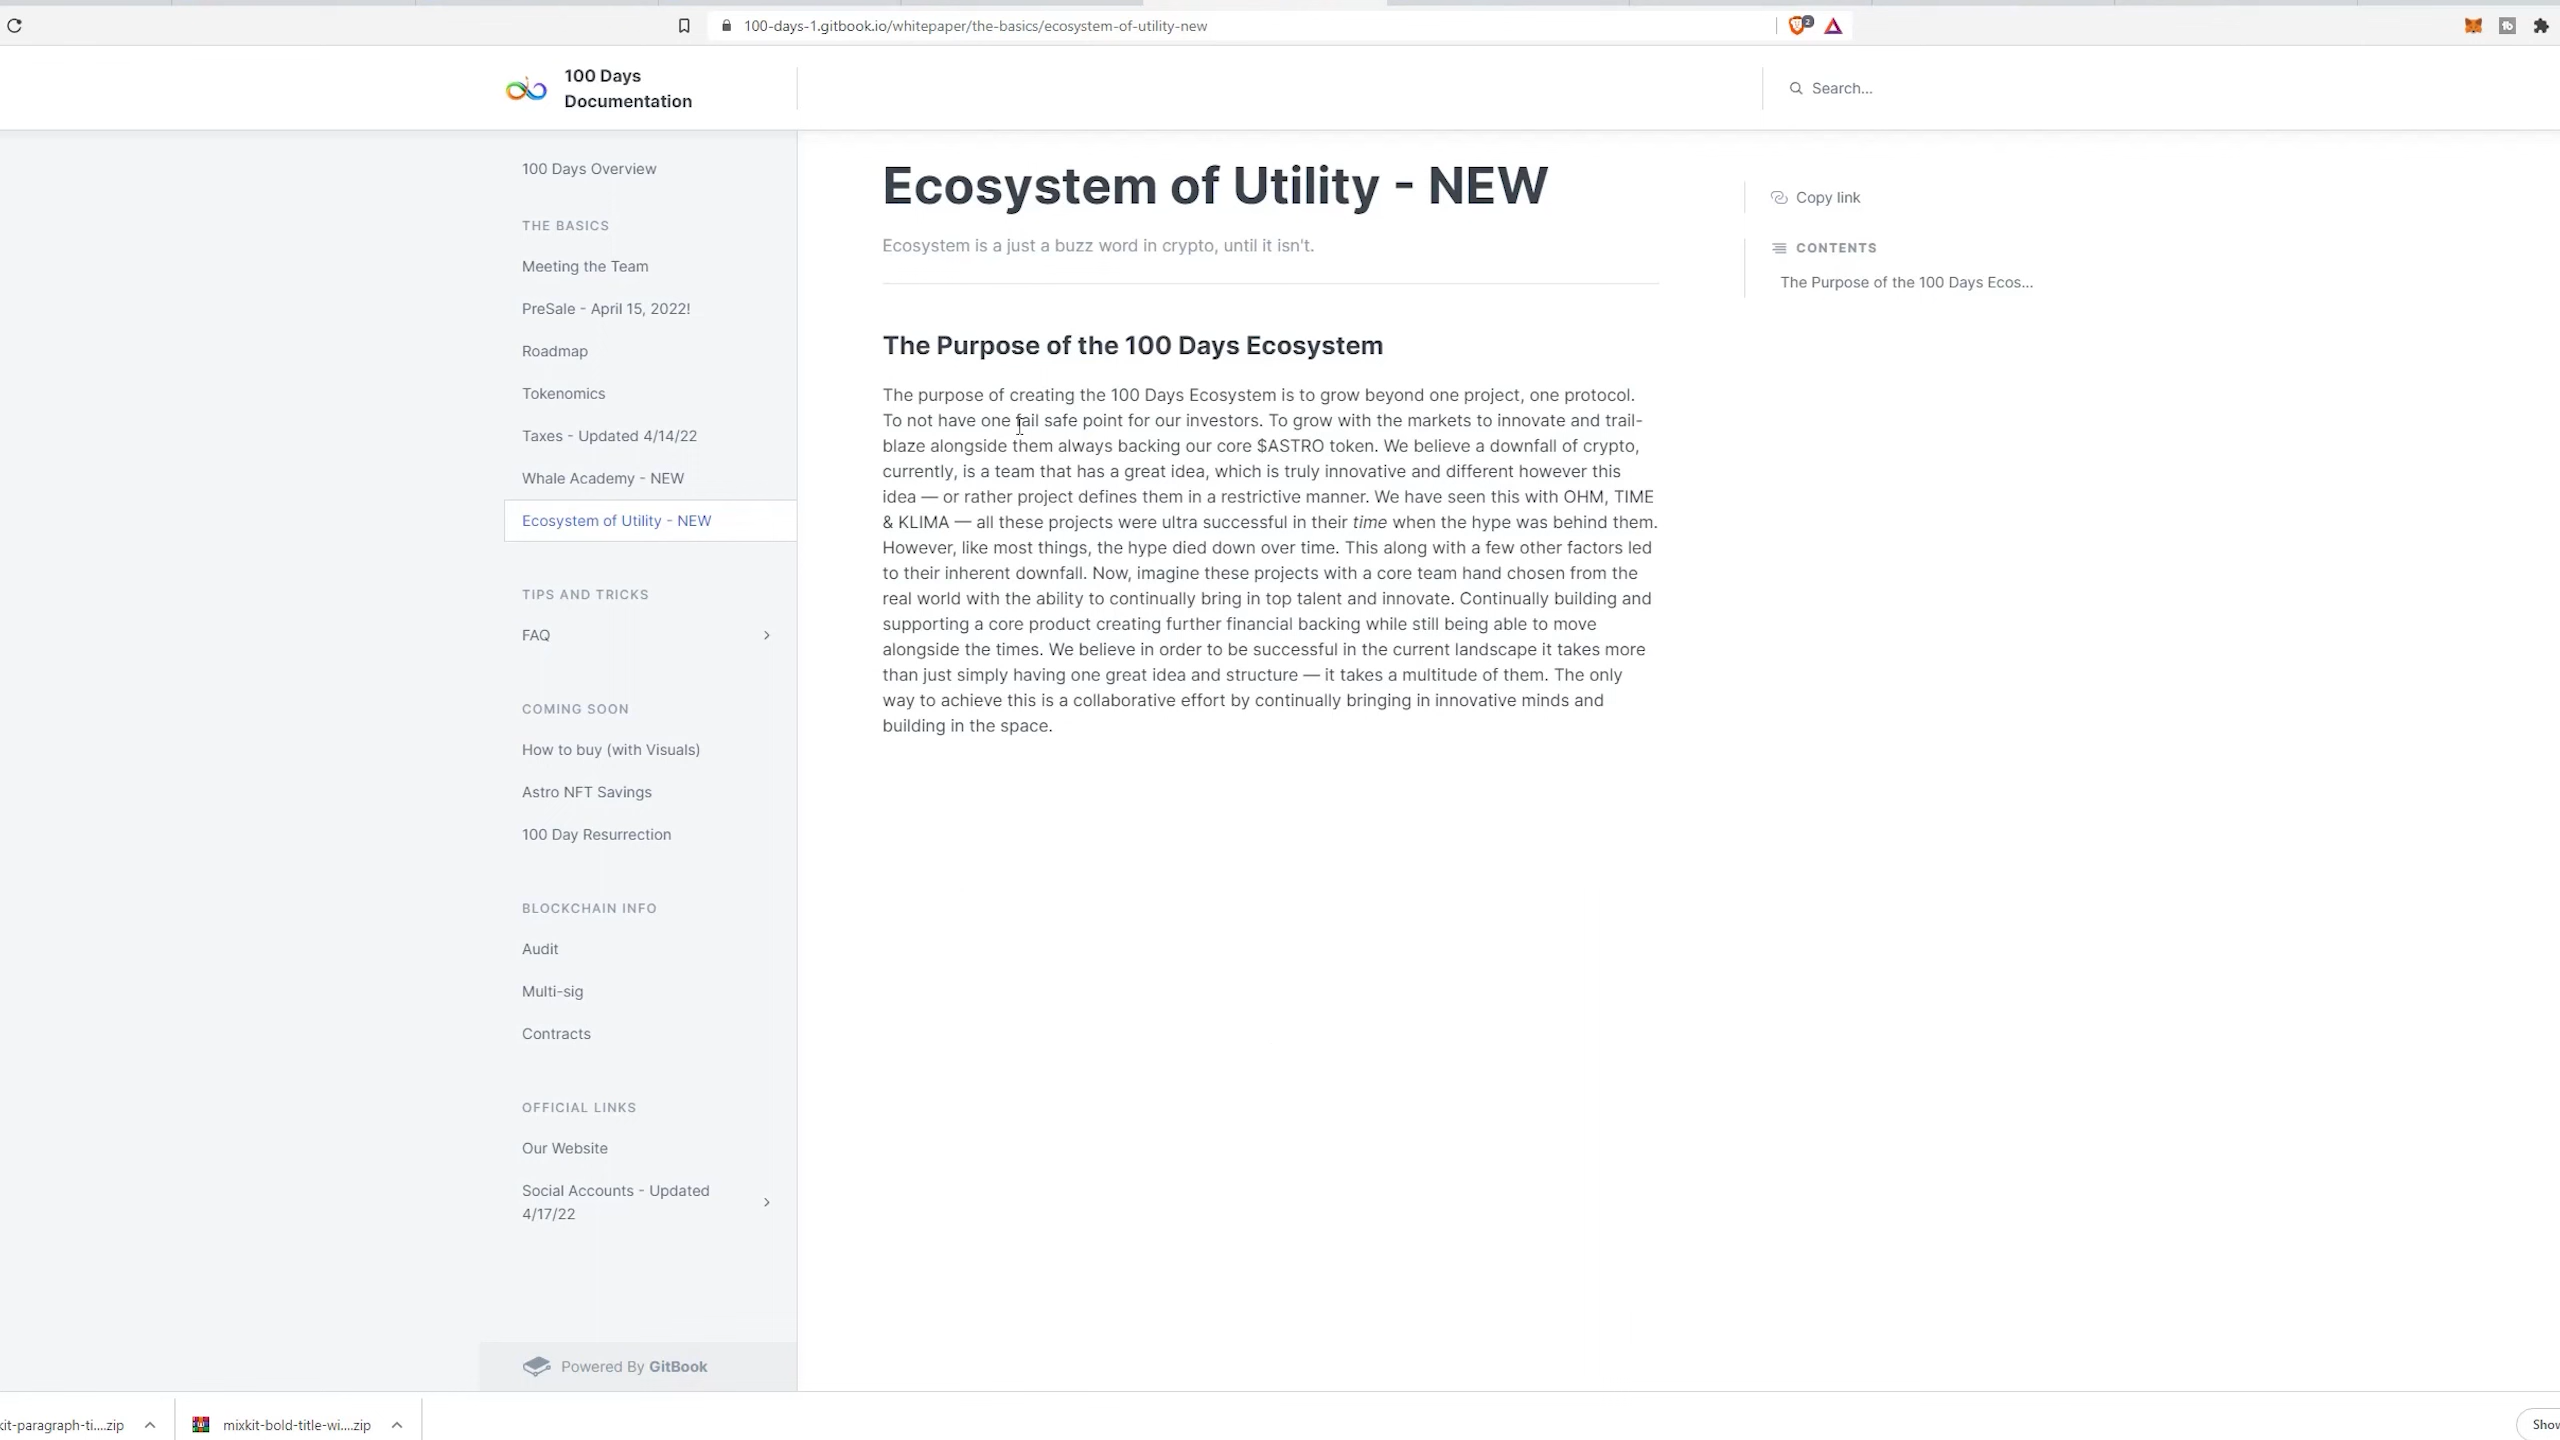 100-days-1.gitbook.io/whitepaper/the-basics/ecosystem-of-utility-new
2
100 Days
Documentation
Search...
100 Days Overview
THE BASICS
Meeting the Team
PreSale - April 15, 2022!
Roadmap
Tokenomics
Taxes - Updated 4/14/22
Whale Academy - NEW
Ecosystem of Utility - NEW
TIPS AND TRICKS
FAQ
COMING SOON
How to buy (with Visuals)
Astro NFT Savings
100 Day Resurrection
BLOCKCHAIN INFO
Audit
Multi-sig
Contracts
OFFICIAL LINKS
Our Website
Social Accounts - Updated
4/17/22
Powered By GitBook
Ecosystem of Utility - NEW
Ecosystem is a just a buzz word in crypto, until it isn't.
The Purpose of the 100 Days Ecosystem
The purpose of creating the 100 Days Ecosystem is to grow beyond one project, one protocol.
To not have one fail safe point for our investors. To grow with the markets to innovate and trail-
blaze alongside them always backing our core $ASTRO token. We believe a downfall of crypto,
currently, is a team that has a great idea, which is truly innovative and different however this
idea — or rather project defines them in a restrictive manner. We have seen this with OHM, TIME
& KLIMA — all these projects were ultra successful in their time when the hype was behind them.
However, like most things, the hype died down over time. This along with a few other factors led
to their inherent downfall. Now, imagine these projects with a core team hand chosen from the
real world with the ability to continually bring in top talent and innovate. Continually building and
supporting a core product creating further financial backing while still being able to move
alongside the times. We believe in order to be successful in the current landscape it takes more
than just simply having one great idea and structure — it takes a multitude of them. The only
way to achieve this is a collaborative effort by continually bringing in innovative minds and
building in the space.
Copy link
CONTENTS
The Purpose of the 100 Days Ecos...
kit-paragraph-ti....zip
mixkit-bold-title-wi....zip
Show